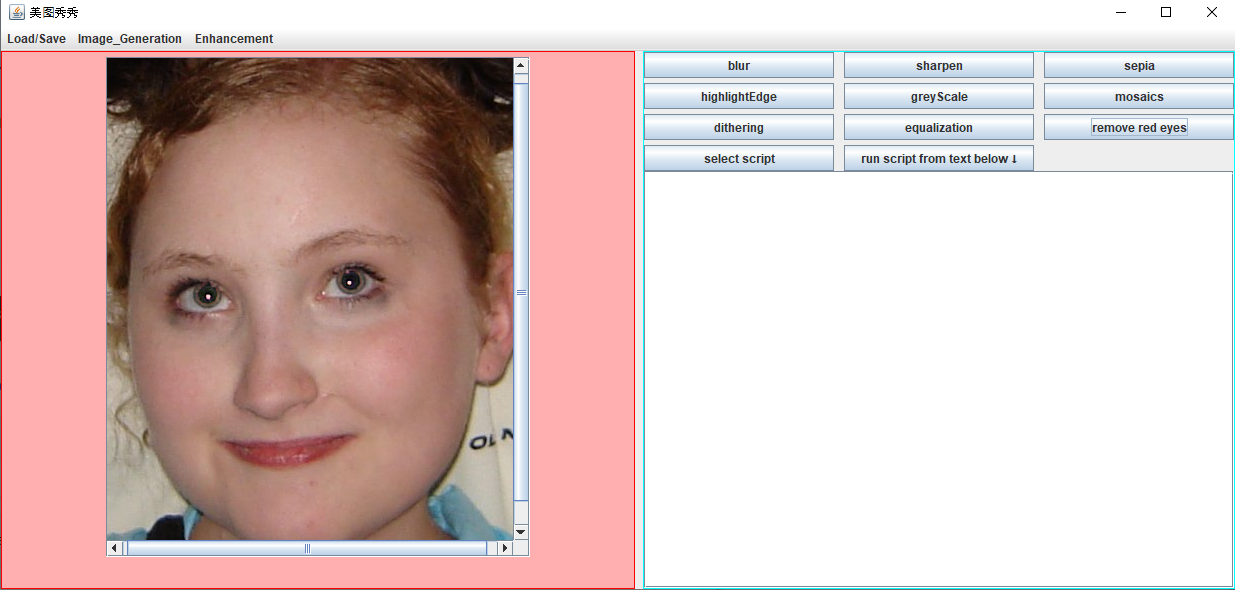 美图秀秀
Load/Save Image_Generation Enhancement
blur sharpen sepia
highlightEdge greyScale mosaics
dithering equalization remove red eyes
select script run script from text below ↓
OL N